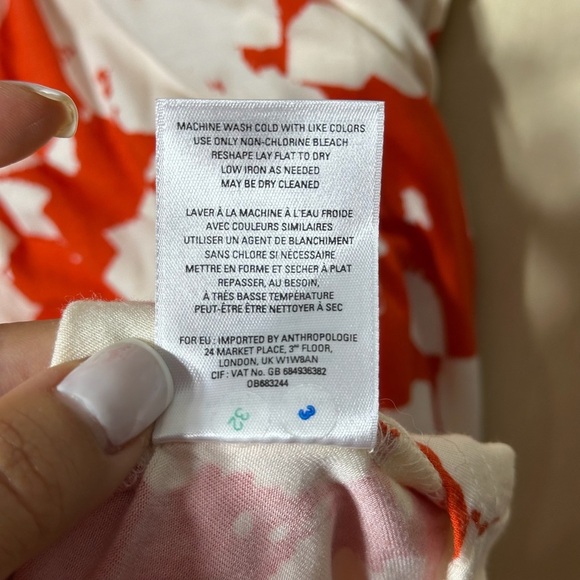 MACHINE WASH COLD WITH LIKE COLORS
USE ONLY NON-CHLORINE BLEACH
RESHAPE LAY FLAT TO DRY
LOW IRON AS NEEDED
MAY BE DRY CLEANED
LAVER À LA MACHINE À L'EAU FROIDE
AVEC COULEURS SIMILAIRES
UTILISER UN AGENT DE BLANCHIMENT
SANS CHLORE SI NÉCESSAIRE
METTRE EN FORME ET SECHER À PLAT
REPASSER, AU BESOIN,
À TRÈS BASSE TEMPÉRATURE
PEUT-ÊTRE ÊTRE NETTOYER À SEC
FOR EU : IMPORTED BY ANTHROPOLOGIE
24 MARKET PLACE, 3RD FLOOR,
LONDON, UK W1W8AN
CIF : VAT No. GB 684936382
OB683244
32
3